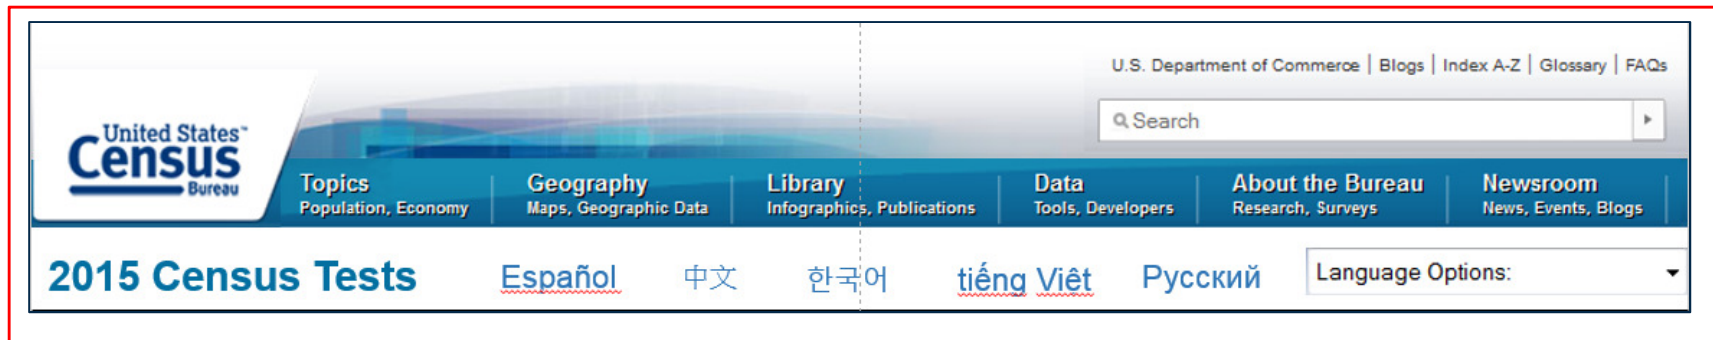 U.S. Department of Commerce | Blogs | Index A-Z | Glossary | FAQs
Search
United States™
Census
Bureau
Topics
Population, Economy
Geography
Maps, Geographic Data
Library
Infographics, Publications
Data
Tools, Developers
About the Bureau
Research, Surveys
Newsroom
News, Events, Blogs
2015 Census Tests Español 中文 한국어 tiếng Việt Русский Language Options: